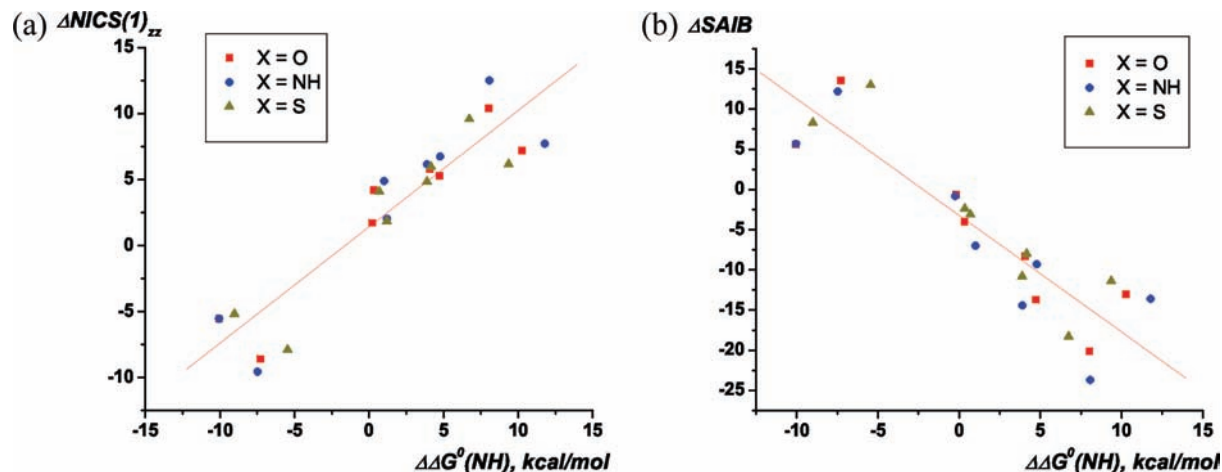 (a) ΔNICS(1)zz
X = O
X = NH
X = S
15
10
5
0
-5
-10
-15
-10
-5
0
5
10
15
ΔΔG⁰(NH), kcal/mol
(b) ΔSAIB
X = O
X = NH
X = S
15
10
5
0
-5
-10
-15
-20
-25
-10
-5
0
5
10
15
ΔΔG⁰(NH), kcal/mol